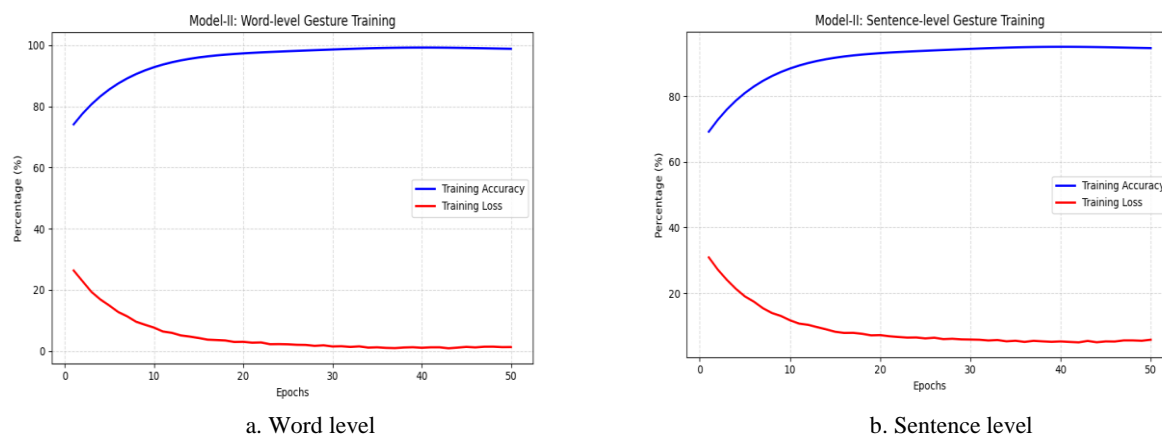 Model-II: Word-level Gesture Training
Percentage (%)
100
80
60
40
20
0
Training Accuracy
Training Loss
0 10 20 30 40 50
Epochs
a. Word level
Model-II: Sentence-level Gesture Training
Percentage (%)
80
60
40
20
Training Accuracy
Training Loss
0 10 20 30 40 50
Epochs
b. Sentence level